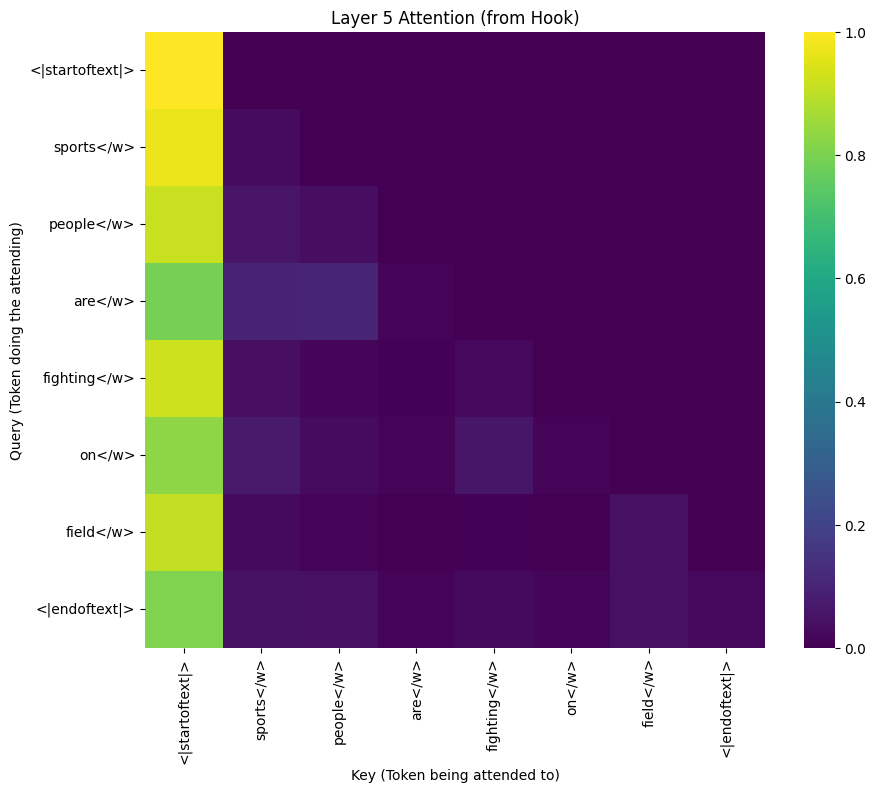 Layer 5 Attention (from Hook)
Query (Token doing the attending)
<|startoftext|>
sports</w>
people</w>
are</w>
fighting</w>
on</w>
field</w>
<|endoftext|>
<|startoftext|>
sports</w>
people</w>
are</w>
fighting</w>
on</w>
field</w>
<|endoftext|>
Key (Token being attended to)
1.0
0.8
0.6
0.4
0.2
0.0